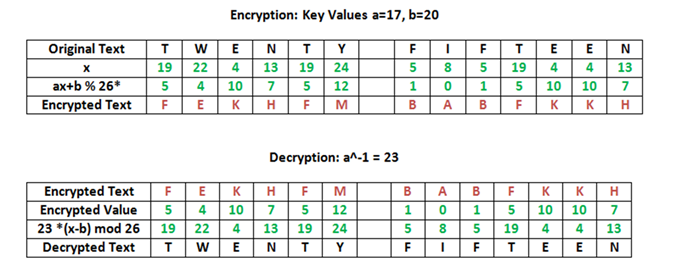 Encryption: Key Values a=17, b=20
Original Text T W E N T Y F I F T E E N
x 19 22 4 13 19 24 5 8 5 19 4 4 13
ax+b % 26* 5 4 10 7 5 12 1 0 1 5 10 10 7
Encrypted Text F E K H F M B A B F K K H
Decryption: a^-1 = 23
Encrypted Text F E K H F M B A B F K K H
Encrypted Value 5 4 10 7 5 12 1 0 1 5 10 10 7
23 *(x-b) mod 26 19 22 4 13 19 24 5 8 5 19 4 4 13
Decrypted Text T W E N T Y F I F T E E N